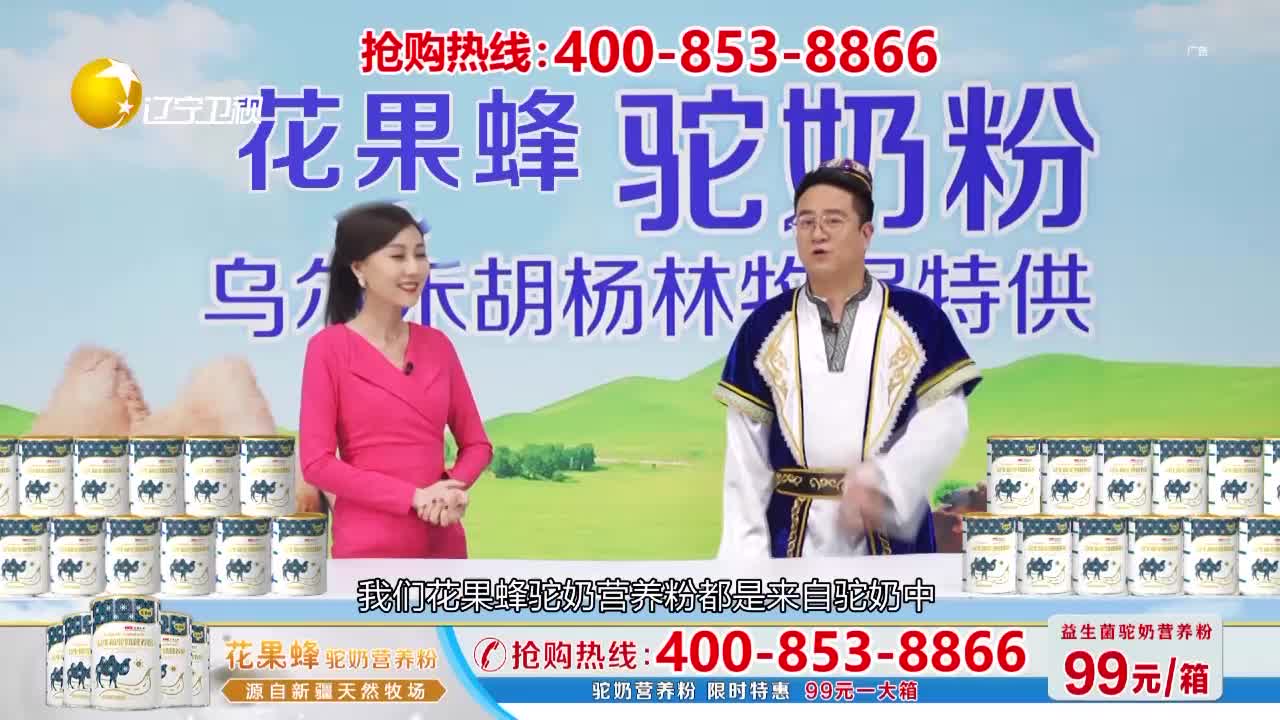 抢购热线:400-853-8866
广告
辽宁卫视
花果蜂 驼奶粉
乌尔禾胡杨林牧场特供
我们花果蜂驼奶营养粉都是来自驼奶中
花果蜂 驼奶营养粉
源自新疆天然牧场
抢购热线:400-853-8866
驼奶营养粉 限时特惠 99元一大箱
益生菌驼奶营养粉
99元/箱